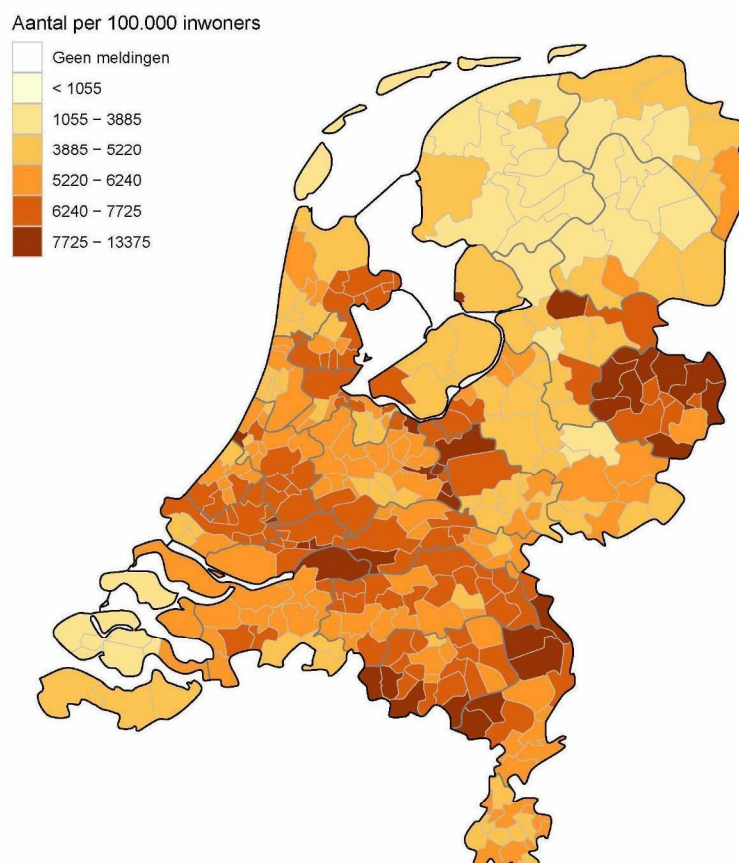 Aantal per 100.000 inwoners
Geen meldingen
< 1055
1055 – 3885
3885 – 5220
5220 – 6240
6240 – 7725
7725 – 13375